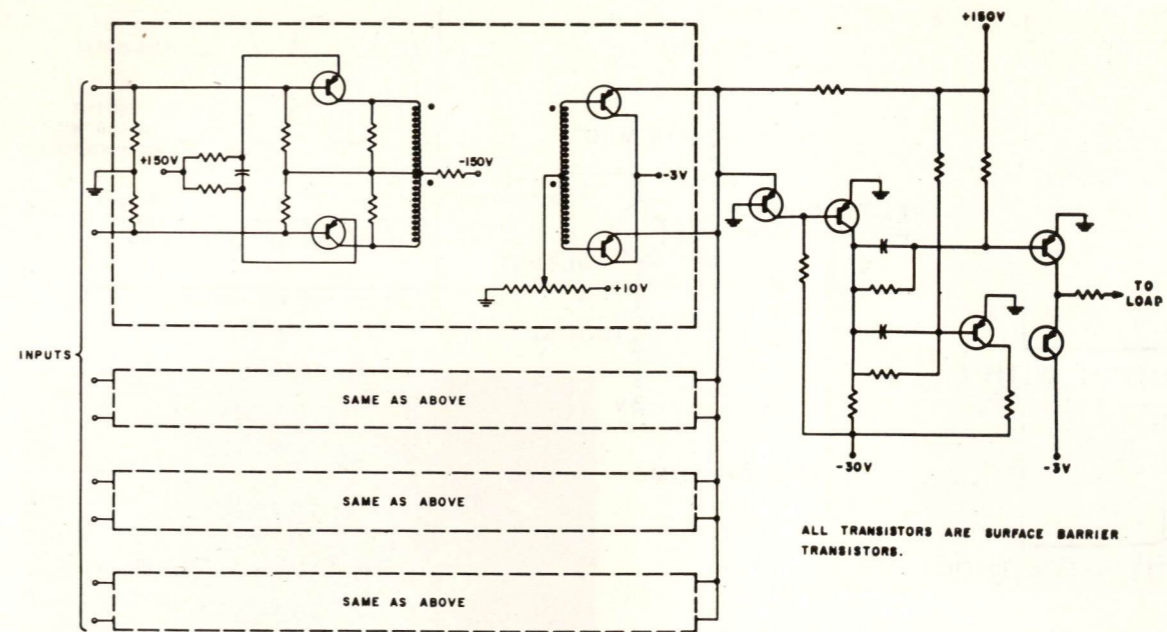 +150V
+150V
-150V
-3V
+10V
TO
LOAD
INPUTS
SAME AS ABOVE
SAME AS ABOVE
SAME AS ABOVE
-30V
-3V
ALL TRANSISTORS ARE SURFACE BARRIER
TRANSISTORS.